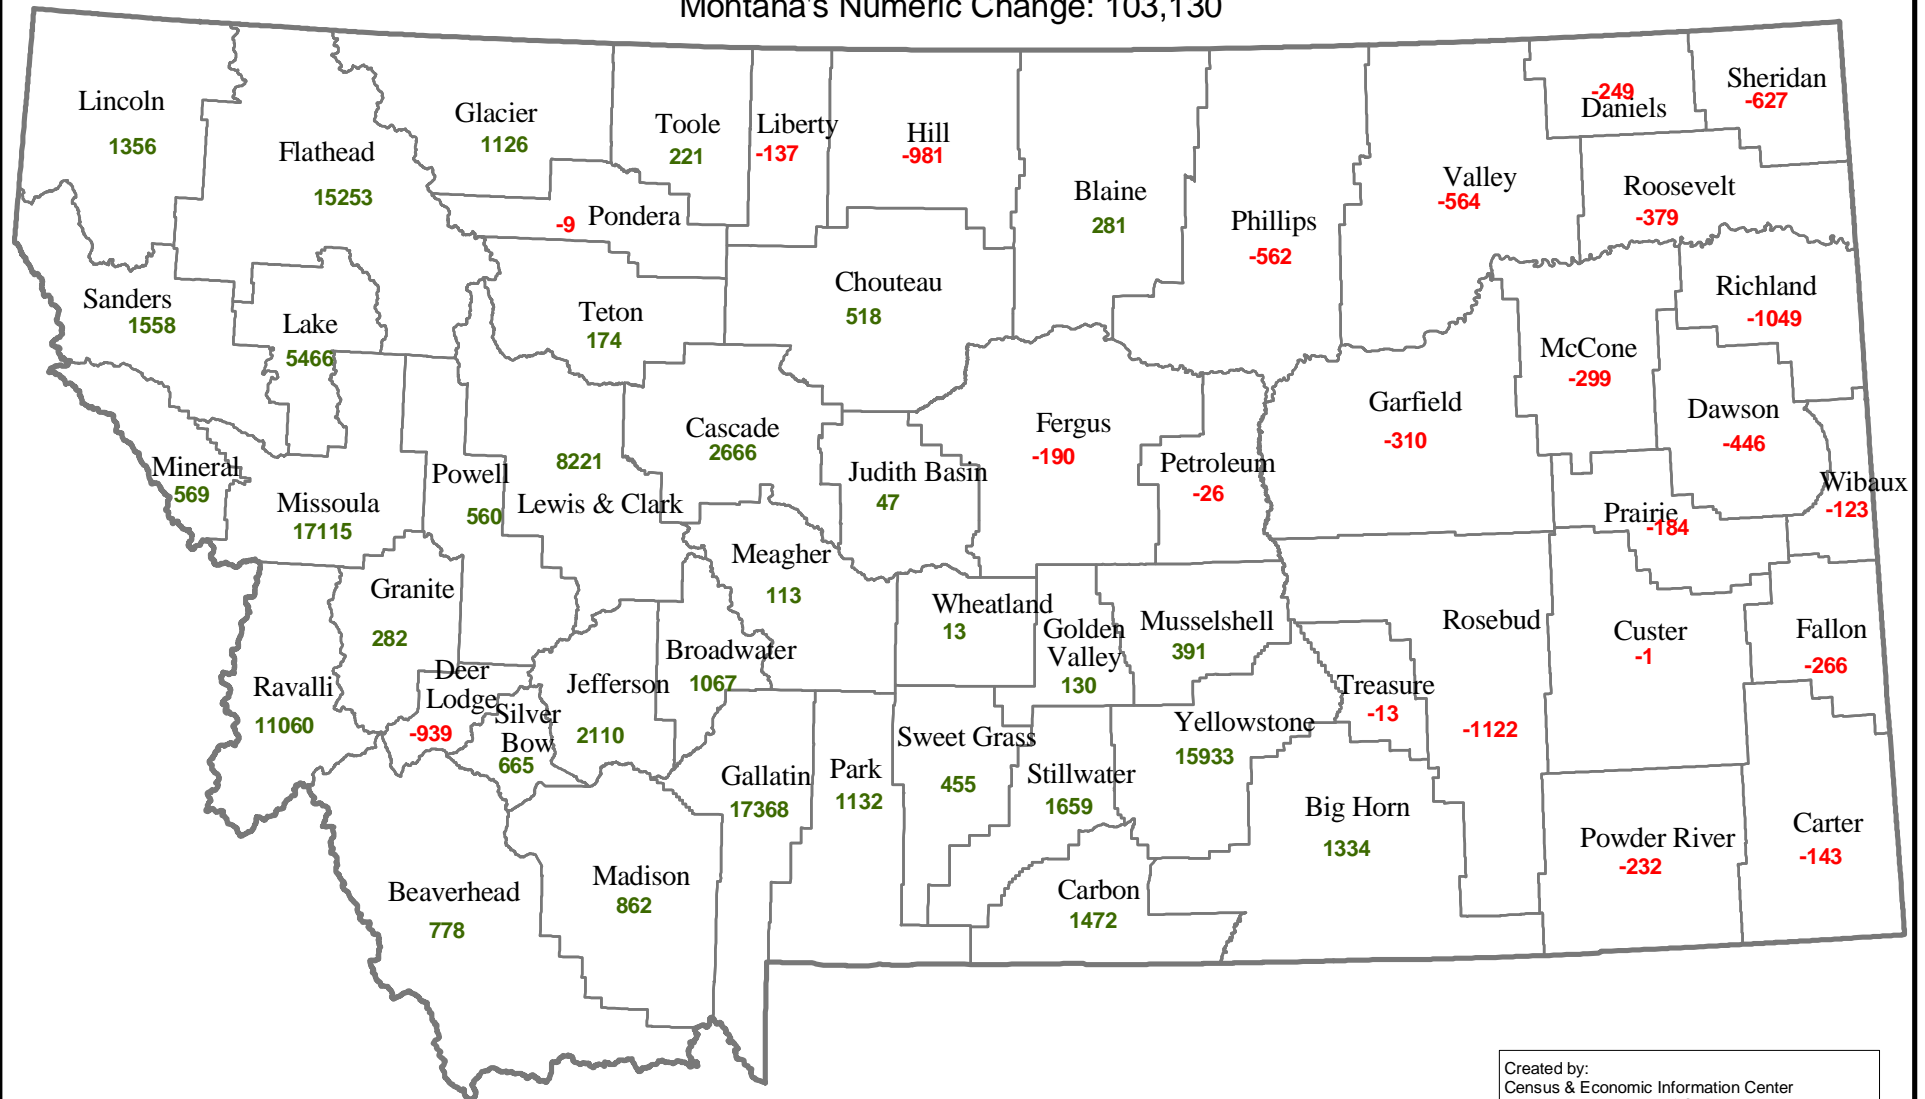 Montana's Numeric Change: 103,130
Lincoln
1356
Flathead
15253
Glacier
1126
Toole
221
Liberty
-137
Hill
-981
Blaine
281
Phillips
-562
Valley
-564
-249
Daniels
Sheridan
-627
Roosevelt
-379
-9 Pondera
Chouteau
518
Teton
174
Sanders
1558
Lake
5466
Richland
-1049
McCone
-299
Garfield
-310
Dawson
-446
Wibaux
-123
Prairie
-184
Fergus
-190
Petroleum
-26
Judith Basin
47
Cascade
2666
8221
Lewis & Clark
Powell
560
Mineral
569
Missoula
17115
Meagher
113
Granite
282
Wheatland
13
Golden
Valley
130
Musselshell
391
Rosebud
-1122
Custer
-1
Fallon
-266
Treasure
-13
Broadwater
1067
Jefferson
2110
Deer
Lodge
-939
Silver
Bow
665
Ravalli
11060
Gallatin
17368
Park
1132
Sweet Grass
455
Stillwater
1659
Yellowstone
15933
Big Horn
1334
Powder River
-232
Carter
-143
Carbon
1472
Madison
862
Beaverhead
778
Created by:
Census & Economic Information Center